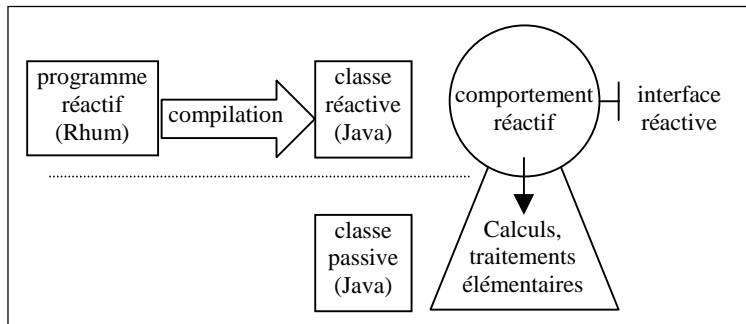 programme
réactif
(Rhum)
compilation
classe
réactive
(Java)
comportement
réactif
interface
réactive
classe
passive
(Java)
Calculs,
traitements
élémentaires